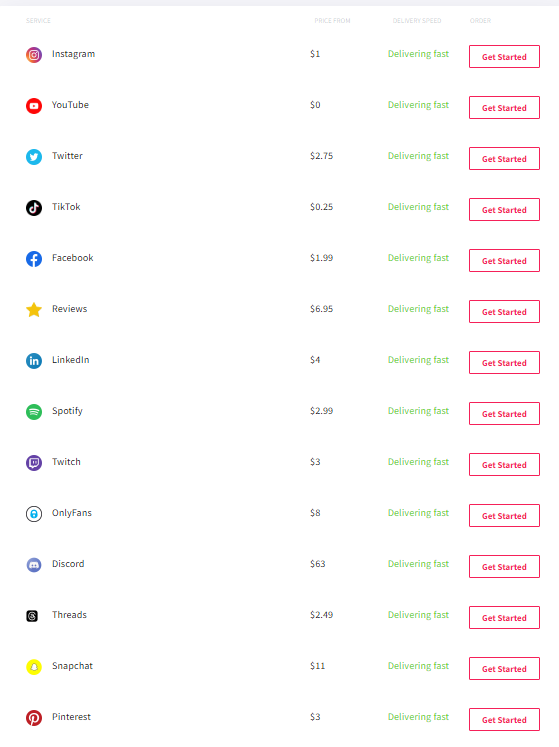 SERVICE PRICE FROM DELIVERY SPEED ORDER
Instagram $1 Delivering fast Get Started
YouTube $0 Delivering fast Get Started
Twitter $2.75 Delivering fast Get Started
TikTok $0.25 Delivering fast Get Started
Facebook $1.99 Delivering fast Get Started
Reviews $6.95 Delivering fast Get Started
LinkedIn $4 Delivering fast Get Started
Spotify $2.99 Delivering fast Get Started
Twitch $3 Delivering fast Get Started
OnlyFans $8 Delivering fast Get Started
Discord $63 Delivering fast Get Started
Threads $2.49 Delivering fast Get Started
Snapchat $11 Delivering fast Get Started
Pinterest $3 Delivering fast Get Started